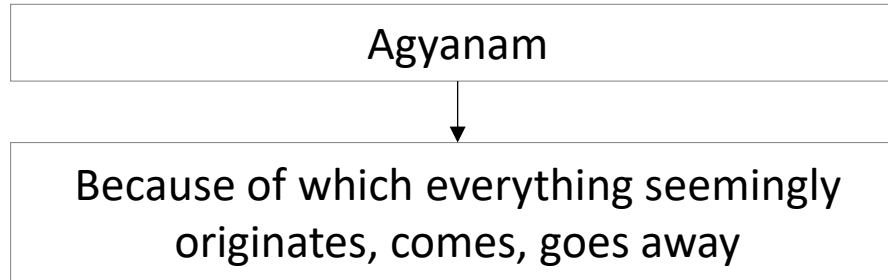 Agyanam
Because of which everything seemingly
originates, comes, goes away